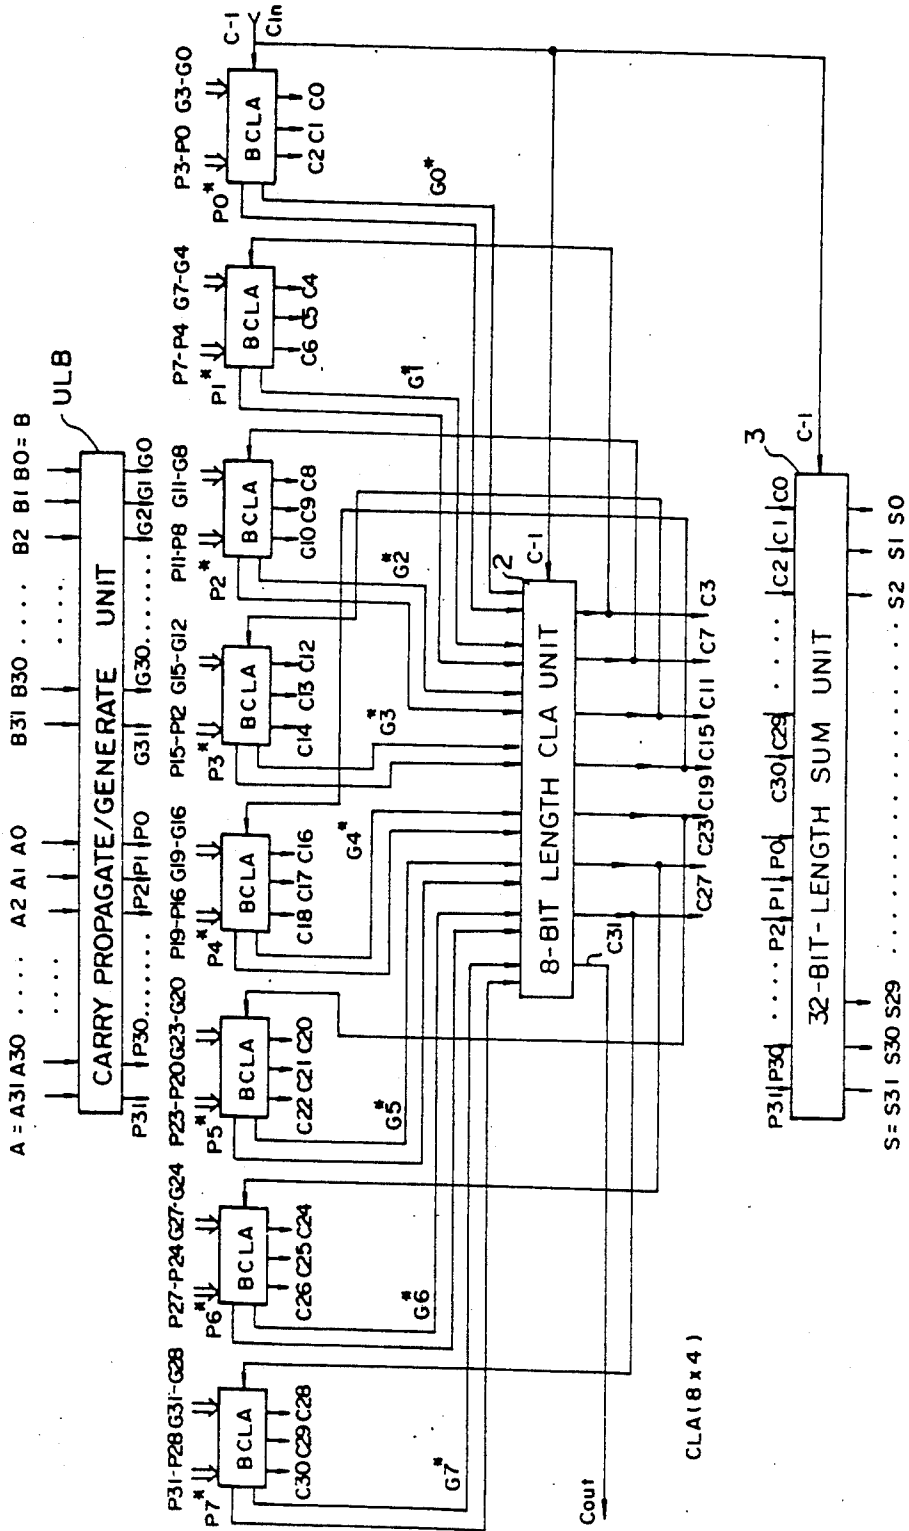 A = A31 A30 .... A2 A1 A0 B31 B30 .... B2 B1 B0 = B
.... ....
ULB
CARRY PROPAGATE/GENERATE UNIT
P31 P30...... P2 P1 P0 G31 G30....... G2 G1 G0
P31-P28 G31-G28 P27-P24 G27-G24 P23-P20 G23-G20 P19-P16 G19-G16 P15-P12 G15-G12 P11-P8 G11-G8 P7-P4 G7-G4 P3-P0 G3-G0 C-1
Cin
P7* BCLA P6* BCLA P5* BCLA P4* BCLA P3* BCLA P2* BCLA P1* BCLA P0* BCLA
C30 C29 C28 C26 C25 C24 C22 C21 C20 C18 C17 C16 C14 C13 C12 G10 C9 C8 C6 C5 C4 C2 C1 C0
G7* G6* G5* G4* G3* G2* G1* G0*
2
C-1
8-BIT LENGTH CLA UNIT
C31
Cout
C27 C23 C19 C15 C11 C7 C3
CLA(8x4)
3
C-1
P31 P30 .... P2 P1 P0 C30 C29 .... C2 C1 C0
32-BIT-LENGTH SUM UNIT
S = S31 S30 S29 .................... S2 S1 S0